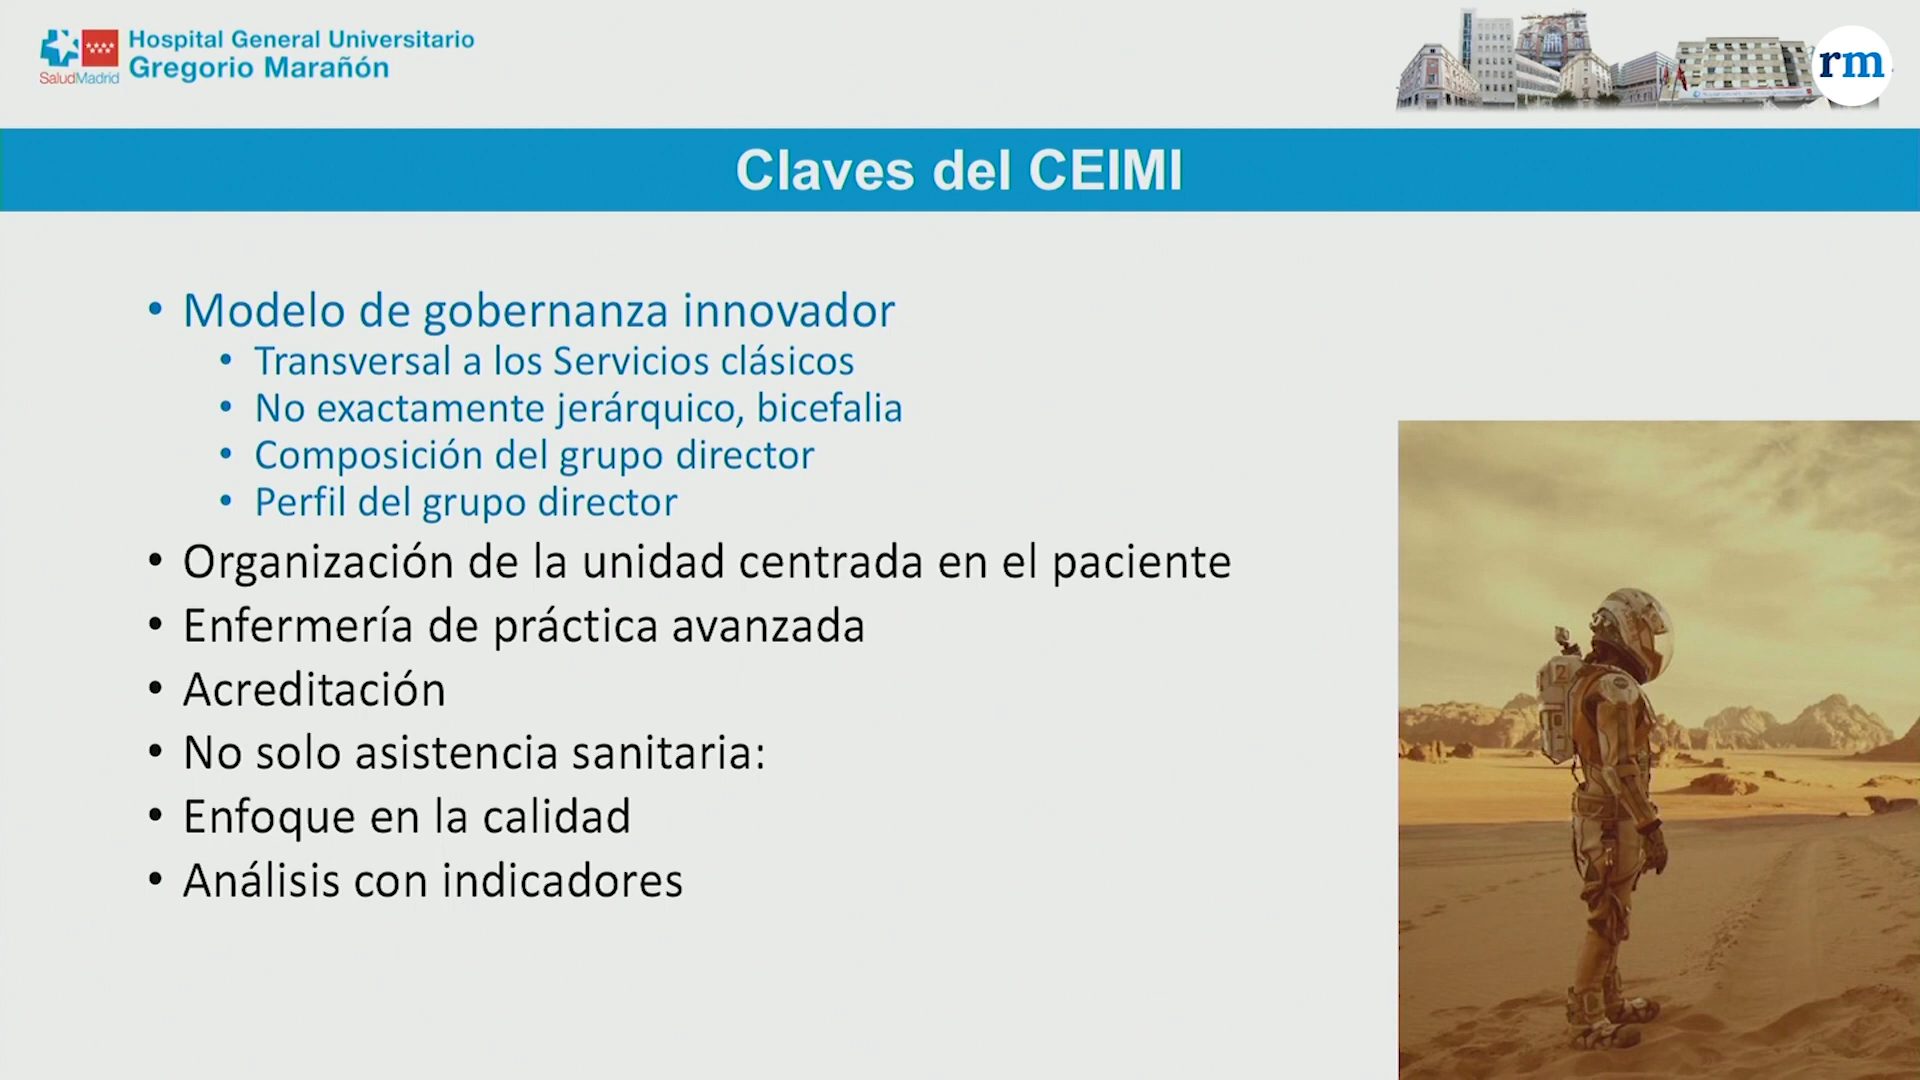 Hospital General Universitario
Gregorio Marañón
SaludMadrid
rm
Claves del CEIMI
• Modelo de gobernanza innovador
• Transversal a los Servicios clásicos
• No exactamente jerárquico, bicefalia
• Composición del grupo director
• Perfil del grupo director
• Organización de la unidad centrada en el paciente
• Enfermería de práctica avanzada
• Acreditación
• No solo asistencia sanitaria:
• Enfoque en la calidad
• Análisis con indicadores
2